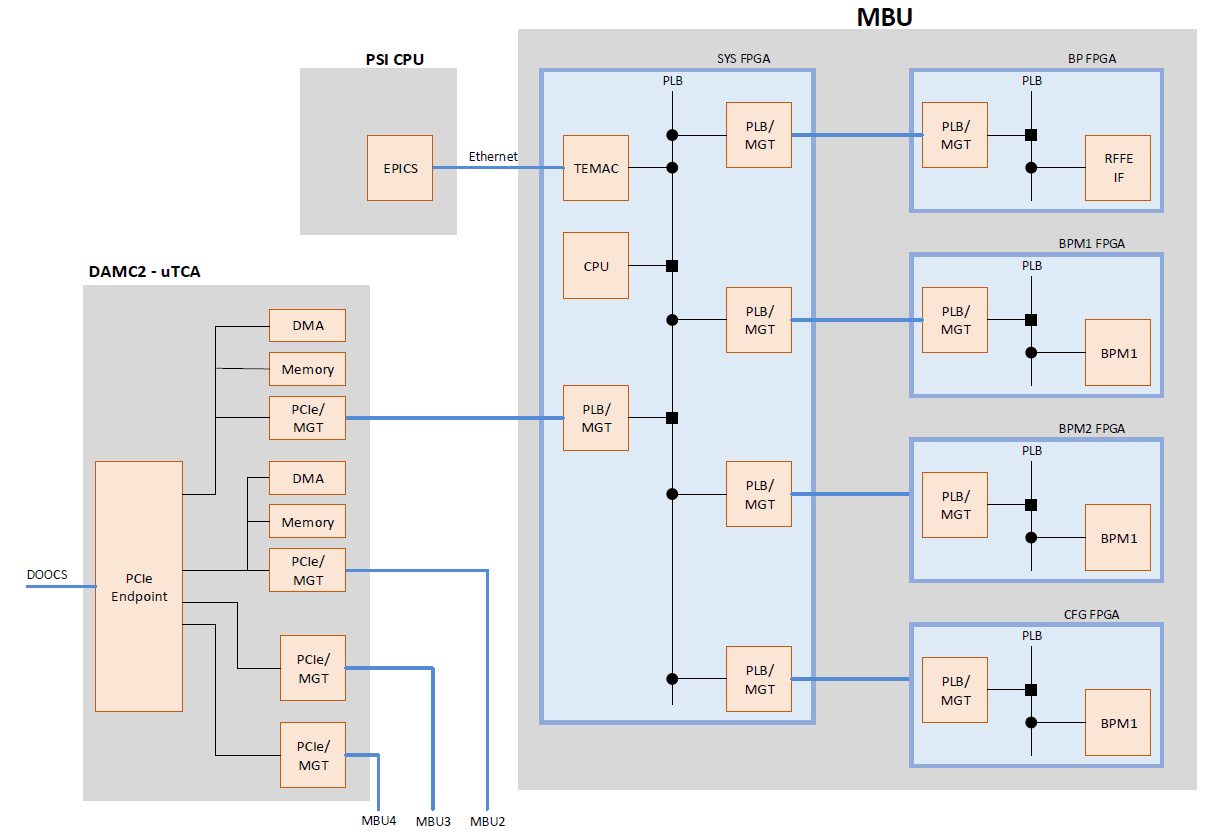 MBU
PSI CPU
SYS FPGA
BP FPGA
PLB
PLB
EPICS
Ethernet
TEMAC
PLB/
MGT
PLB/
MGT
RFFE
IF
CPU
BPM1 FPGA
PLB
PLB/
MGT
PLB/
MGT
BPM1
DAMC2 - uTCA
DMA
Memory
PCIe/
MGT
PLB/
MGT
BPM2 FPGA
PLB
PLB/
MGT
PLB/
MGT
BPM1
DMA
Memory
PCIe/
MGT
DOOCS
PCIe
Endpoint
PCIe/
MGT
PCIe/
MGT
CFG FPGA
PLB
PLB/
MGT
PLB/
MGT
BPM1
MBU4
MBU3
MBU2